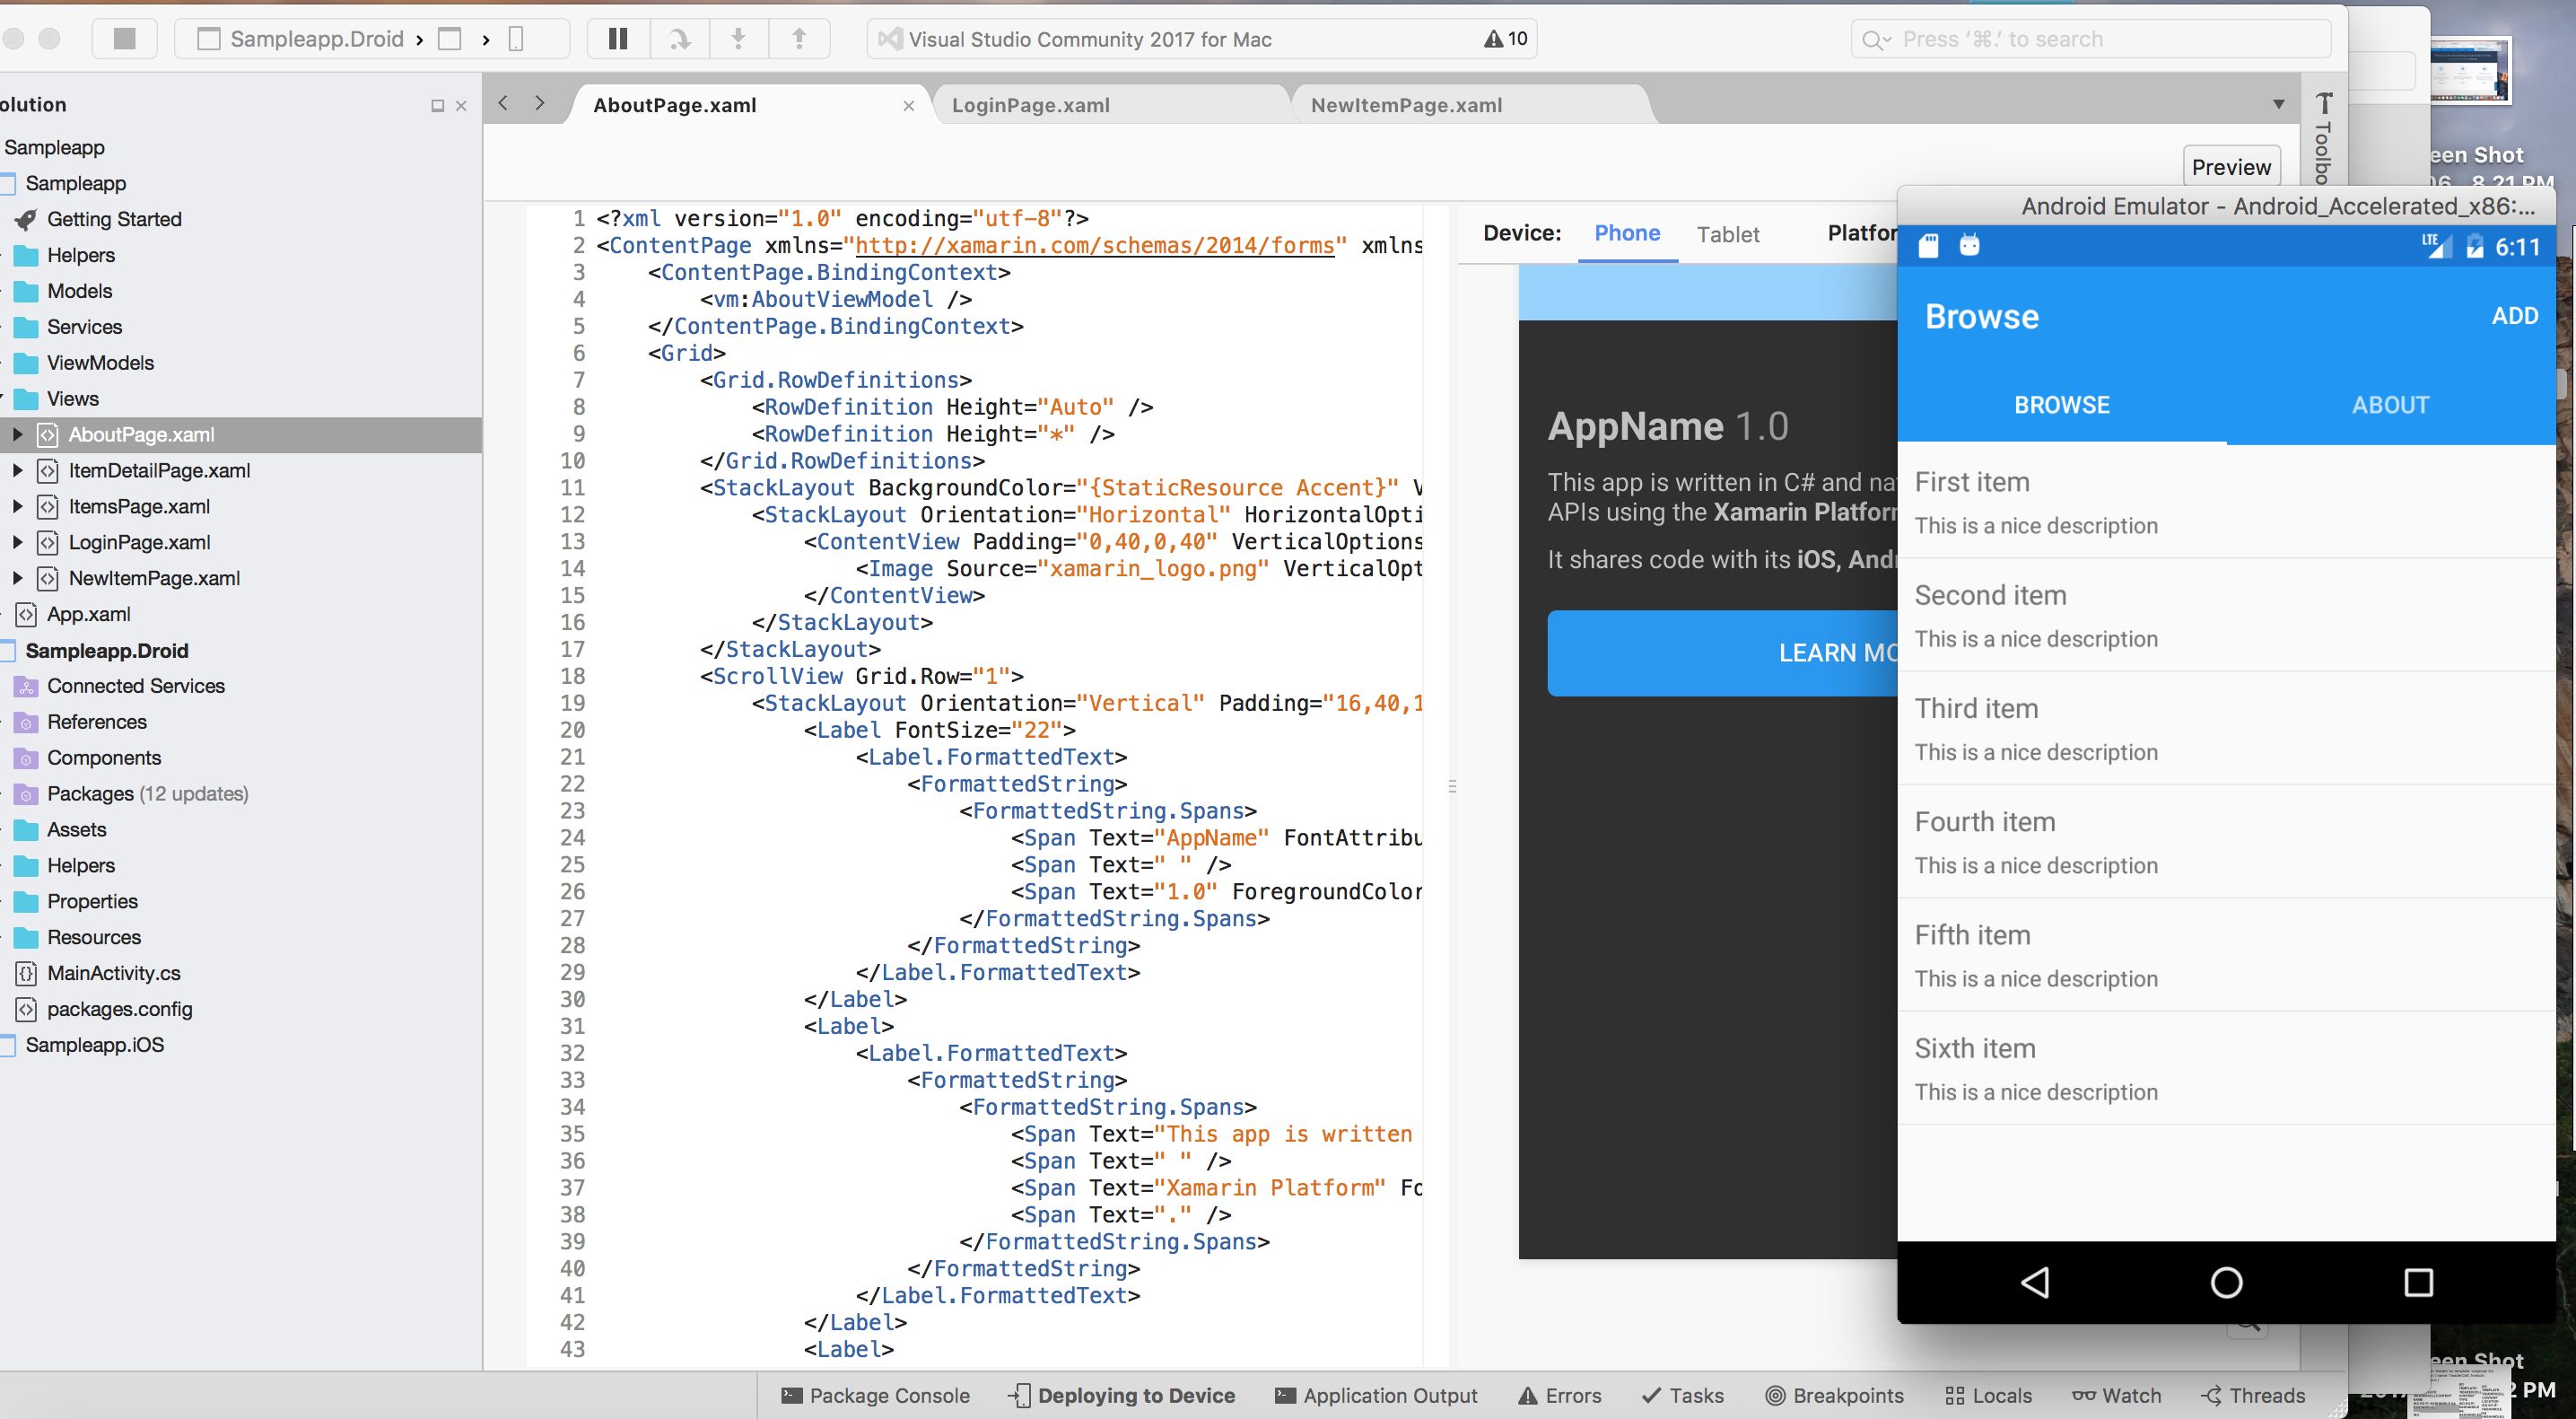 Sampleapp.Droid
Visual Studio Community 2017 for Mac
10
Press '⌘.' to search
olution
Sampleapp
Sampleapp
Getting Started
Helpers
Models
Services
ViewModels
Views
AboutPage.xaml
ItemDetailPage.xaml
ItemsPage.xaml
LoginPage.xaml
NewItemPage.xaml
App.xaml
Sampleapp.Droid
Connected Services
References
Components
Packages (12 updates)
Assets
Helpers
Properties
Resources
MainActivity.cs
packages.config
Sampleapp.iOS
AboutPage.xaml
LoginPage.xaml
NewItemPage.xaml
Preview
Toolbo
1 <?xml version="1.0" encoding="utf-8"?>
2 <ContentPage xmlns="http://xamarin.com/schemas/2014/forms" xmlns
3 <ContentPage.BindingContext>
4 <vm:AboutViewModel />
5 </ContentPage.BindingContext>
6 <Grid>
7 <Grid.RowDefinitions>
8 <RowDefinition Height="Auto" />
9 <RowDefinition Height="*" />
10 </Grid.RowDefinitions>
11 <StackLayout BackgroundColor="{StaticResource Accent}" V
12 <StackLayout Orientation="Horizontal" HorizontalOpti
13 <ContentView Padding="0,40,0,40" VerticalOptions
14 <Image Source="xamarin_logo.png" VerticalOpt
15 </ContentView>
16 </StackLayout>
17 </StackLayout>
18 <ScrollView Grid.Row="1">
19 <StackLayout Orientation="Vertical" Padding="16,40,1
20 <Label FontSize="22">
21 <Label.FormattedText>
22 <FormattedString>
23 <FormattedString.Spans>
24 <Span Text="AppName" FontAttribu
25 <Span Text=" " />
26 <Span Text="1.0" ForegroundColor
27 </FormattedString.Spans>
28 </FormattedString>
29 </Label.FormattedText>
30 </Label>
31 <Label>
32 <Label.FormattedText>
33 <FormattedString>
34 <FormattedString.Spans>
35 <Span Text="This app is written
36 <Span Text=" " />
37 <Span Text="Xamarin Platform" Fo
38 <Span Text="." />
39 </FormattedString.Spans>
40 </FormattedString>
41 </Label.FormattedText>
42 </Label>
43 <Label>
Device: Phone Tablet Platfor
AppName 1.0
This app is written in C# and na
APIs using the Xamarin Platfor
It shares code with its iOS, Andr
LEARN MO
Android Emulator - Android_Accelerated_x86:...
LTE 6:11
Browse ADD
BROWSE ABOUT
First item
This is a nice description
Second item
This is a nice description
Third item
This is a nice description
Fourth item
This is a nice description
Fifth item
This is a nice description
Sixth item
This is a nice description
een Shot
06 8.21 PM
een Shot
2 PM
Package Console
Deploying to Device
Application Output
Errors
Tasks
Breakpoints
Locals
Watch
Threads